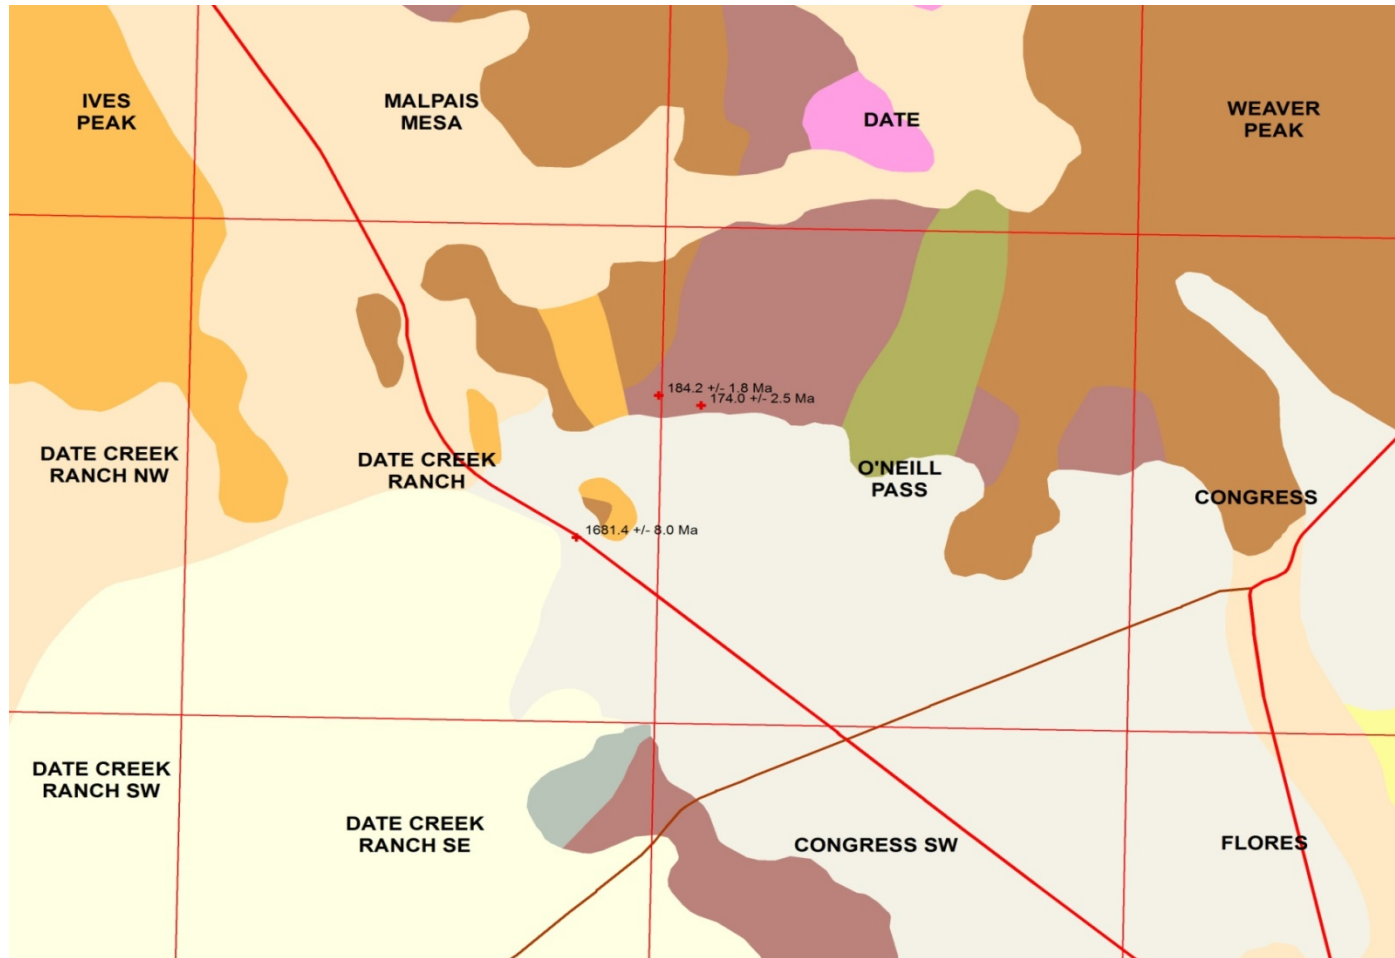 IVES
PEAK
MALPAIS
MESA
DATE
WEAVER
PEAK
184.2 +/- 1.8 Ma
174.0 +/- 2.5 Ma
DATE CREEK
RANCH NW
DATE CREEK
RANCH
O'NEILL
PASS
CONGRESS
1681.4 +/- 8.0 Ma
DATE CREEK
RANCH SW
DATE CREEK
RANCH SE
CONGRESS SW
FLORES